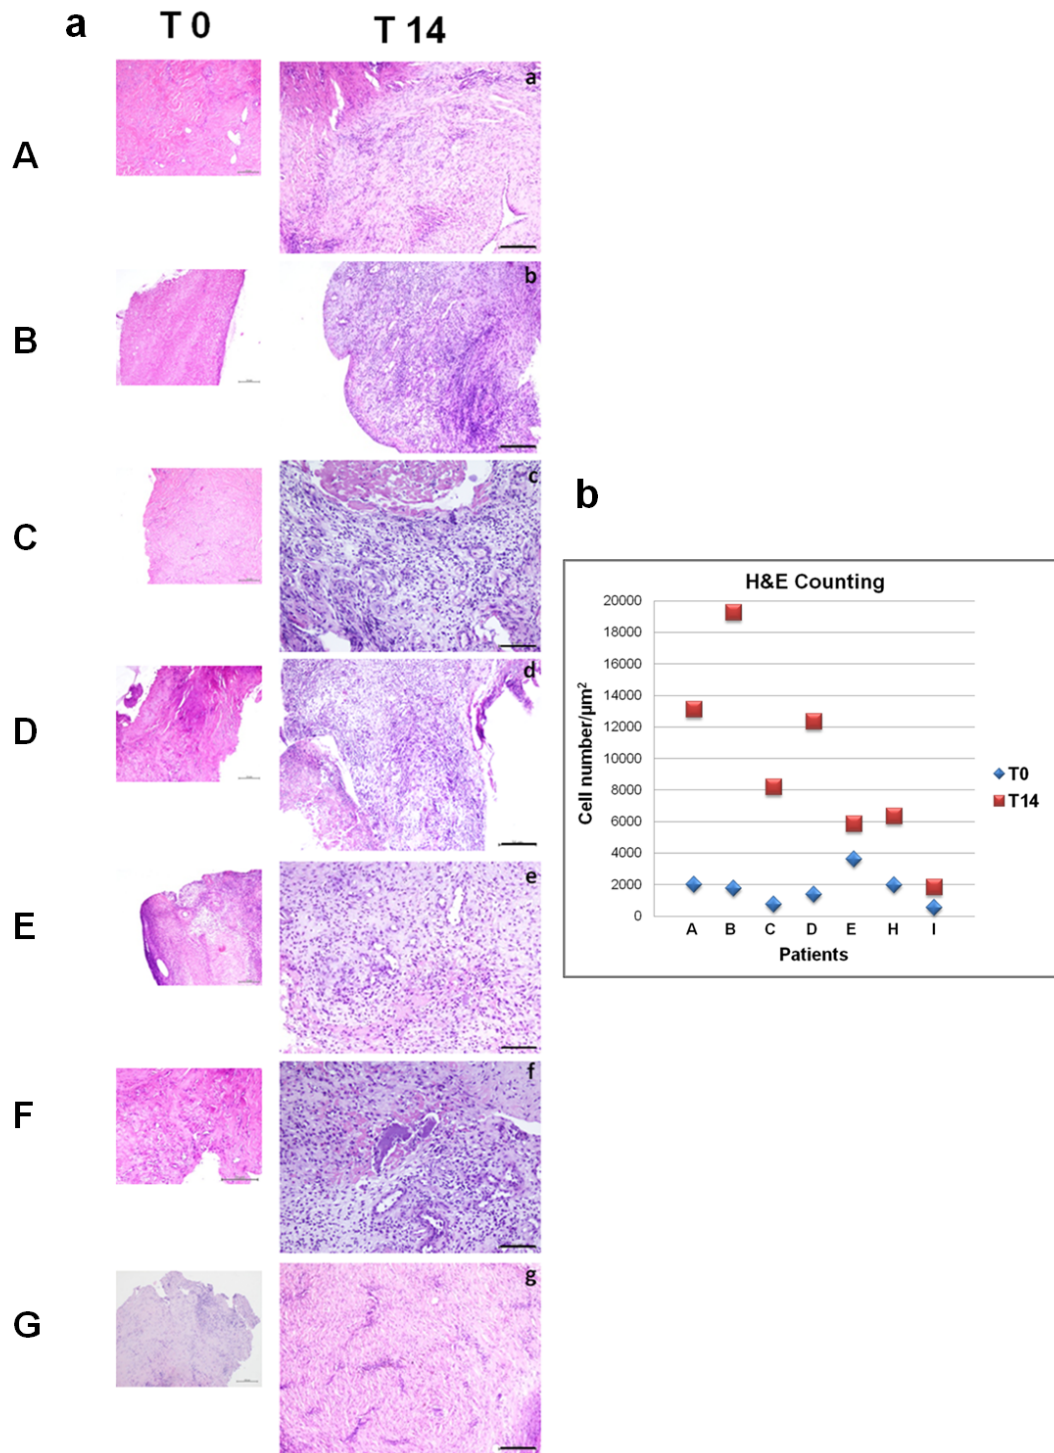 a
T 0
T 14
A
a
B
b
C
c
D
d
E
e
F
f
G
g
b
H&E Counting
20000
18000
16000
14000
12000
10000
8000
6000
4000
2000
0
Cell number/µm²
A B C D E H I
Patients
T0
T14